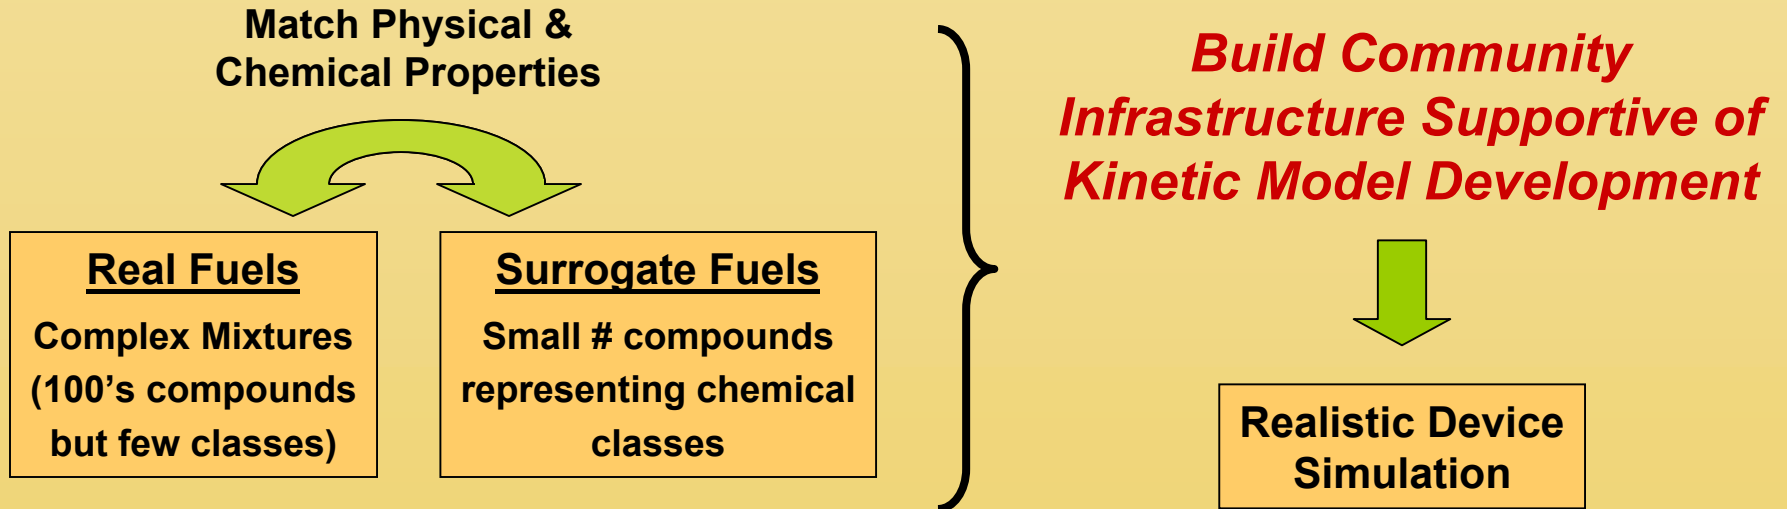 Match Physical &
Chemical Properties
Real Fuels
Complex Mixtures
(100's compounds
but few classes)
Surrogate Fuels
Small # compounds
representing chemical
classes
Build Community
Infrastructure Supportive of
Kinetic Model Development
Realistic Device
Simulation